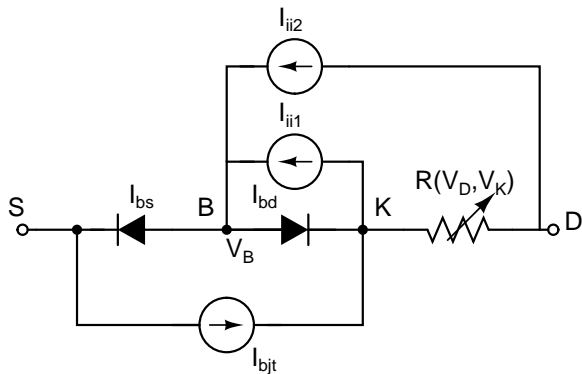 I_ii2
I_ii1
R(V_D,V_K)
S
I_bs
B
I_bd
K
D
V_B
I_bjt